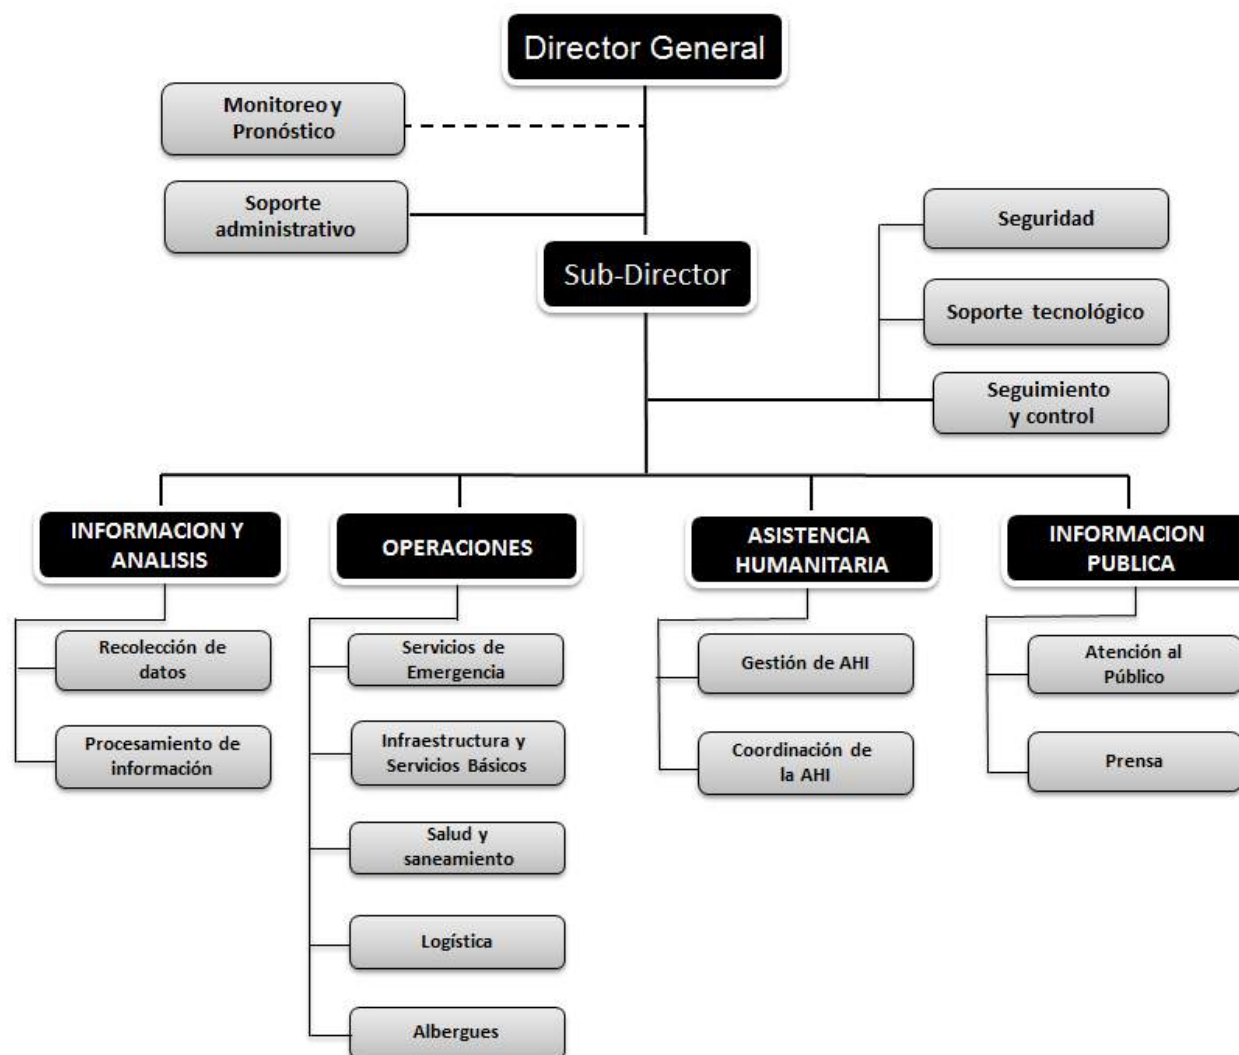 Director General
Monitoreo y
Pronóstico
Soporte
administrativo
Sub-Director
Seguridad
Soporte tecnológico
Seguimiento
y control
INFORMACION Y
ANALISIS
OPERACIONES
ASISTENCIA
HUMANITARIA
INFORMACION
PUBLICA
Recolección de
datos
Procesamiento de
información
Servicios de
Emergencia
Infraestructura y
Servicios Básicos
Salud y
saneamiento
Logística
Albergues
Gestión de AHI
Coordinación de
la AHI
Atención al
Público
Prensa